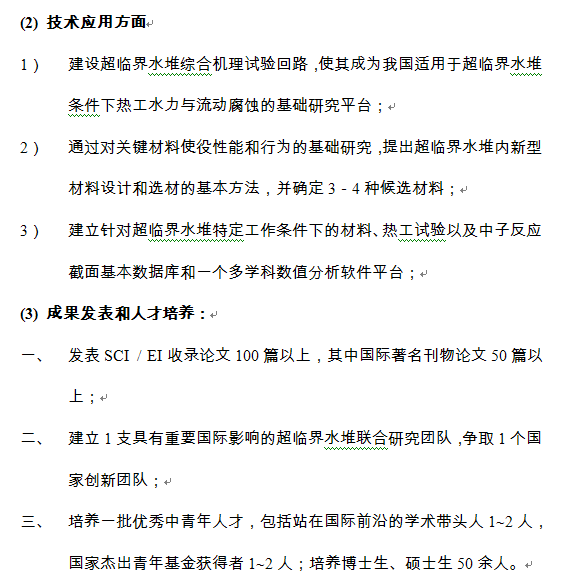 (2) 技术应用方面
1） 建设超临界水堆综合机理试验回路,使其成为我国适用于超临界水堆
条件下热工水力与流动腐蚀的基础研究平台；
2） 通过对关键材料使役性能和行为的基础研究,提出超临界水堆内新型
材料设计和选材的基本方法，并确定 3－4 种候选材料；
3） 建立针对超临界水堆特定工作条件下的材料、热工试验以及中子反应
截面基本数据库和一个多学科数值分析软件平台；
(3) 成果发表和人才培养：
一、 发表 SCI / EI 收录论文 100 篇以上，其中国际著名刊物论文 50 篇以
上；
二、 建立 1 支具有重要国际影响的超临界水堆联合研究团队,争取 1 个国
家创新团队；
三、 培养一批优秀中青年人才，包括站在国际前沿的学术带头人 1~2 人，
国家杰出青年基金获得者 1~2 人；培养博士生、硕士生 50 余人。